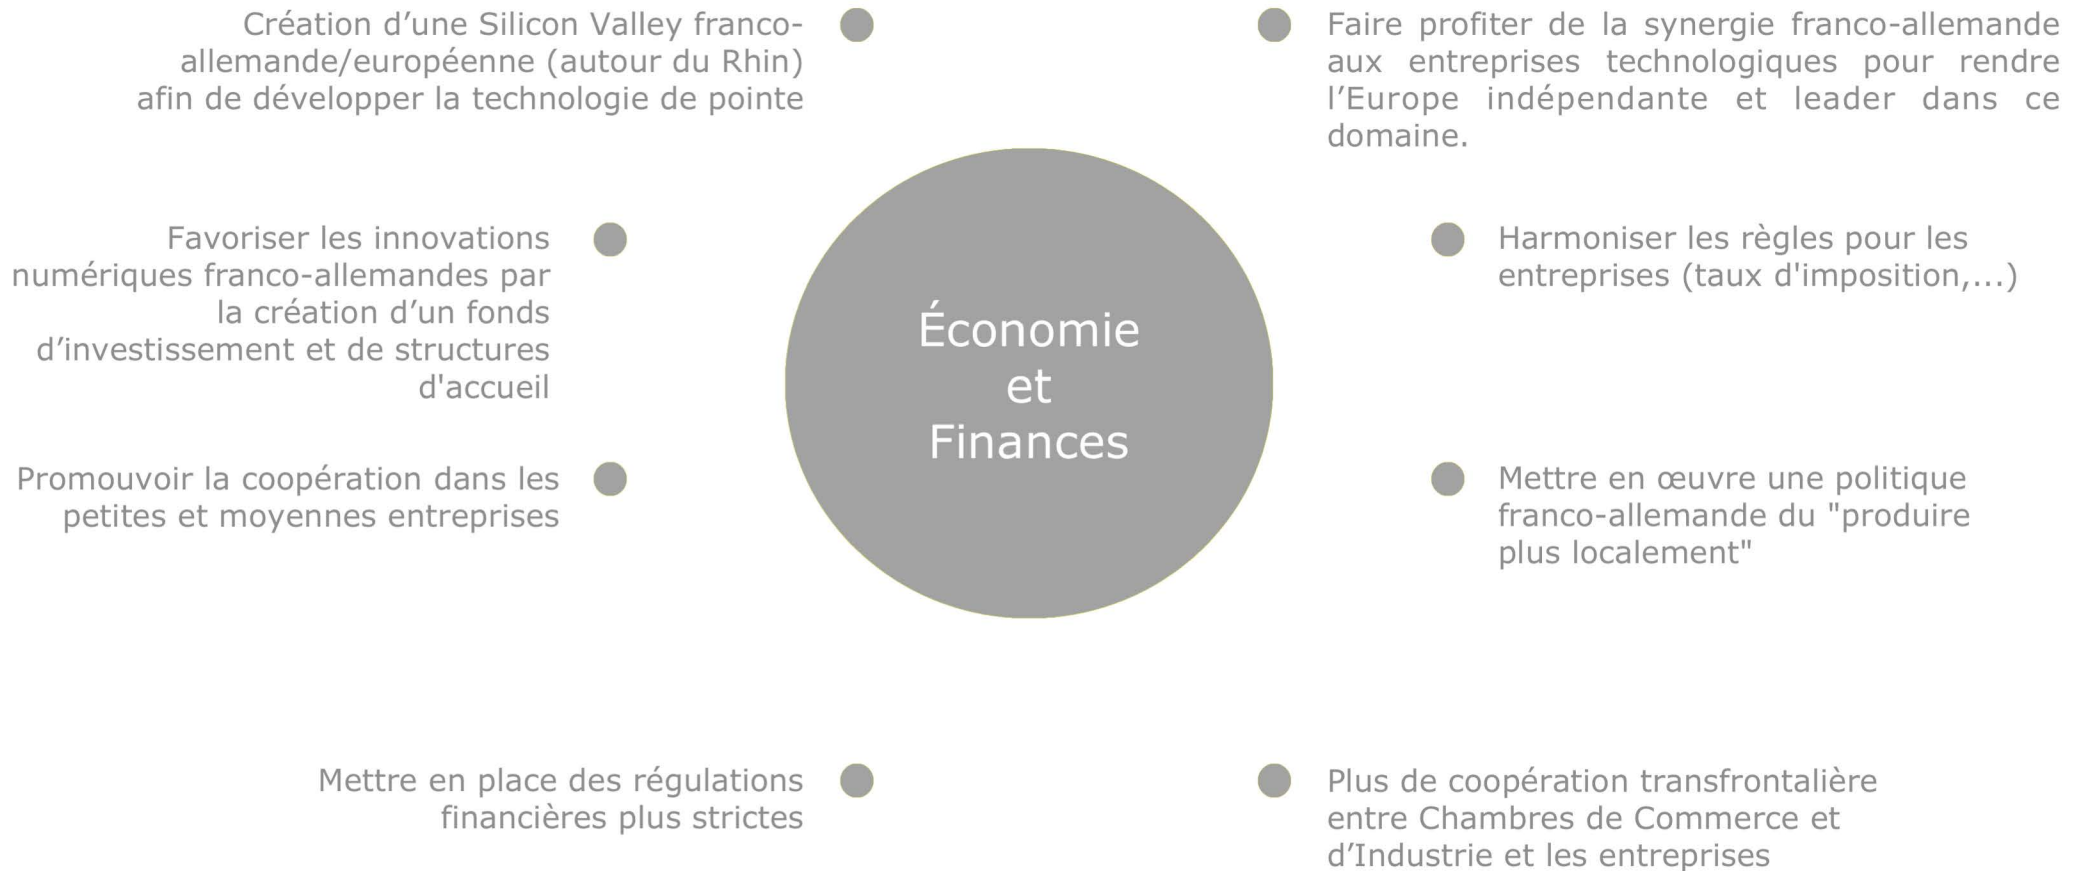 Création d’une Silicon Valley franco-
allemande/européenne (autour du Rhin)
afin de développer la technologie de pointe
Faire profiter de la synergie franco-allemande
aux entreprises technologiques pour rendre
l’Europe indépendante et leader dans ce
domaine.
Favoriser les innovations
numériques franco-allemandes par
la création d’un fonds
d’investissement et de structures
d'accueil
Harmoniser les règles pour les
entreprises (taux d'imposition,...)
Économie
et
Finances
Promouvoir la coopération dans les
petites et moyennes entreprises
Mettre en œuvre une politique
franco-allemande du "produire
plus localement"
Mettre en place des régulations
financières plus strictes
Plus de coopération transfrontalière
entre Chambres de Commerce et
d’Industrie et les entreprises